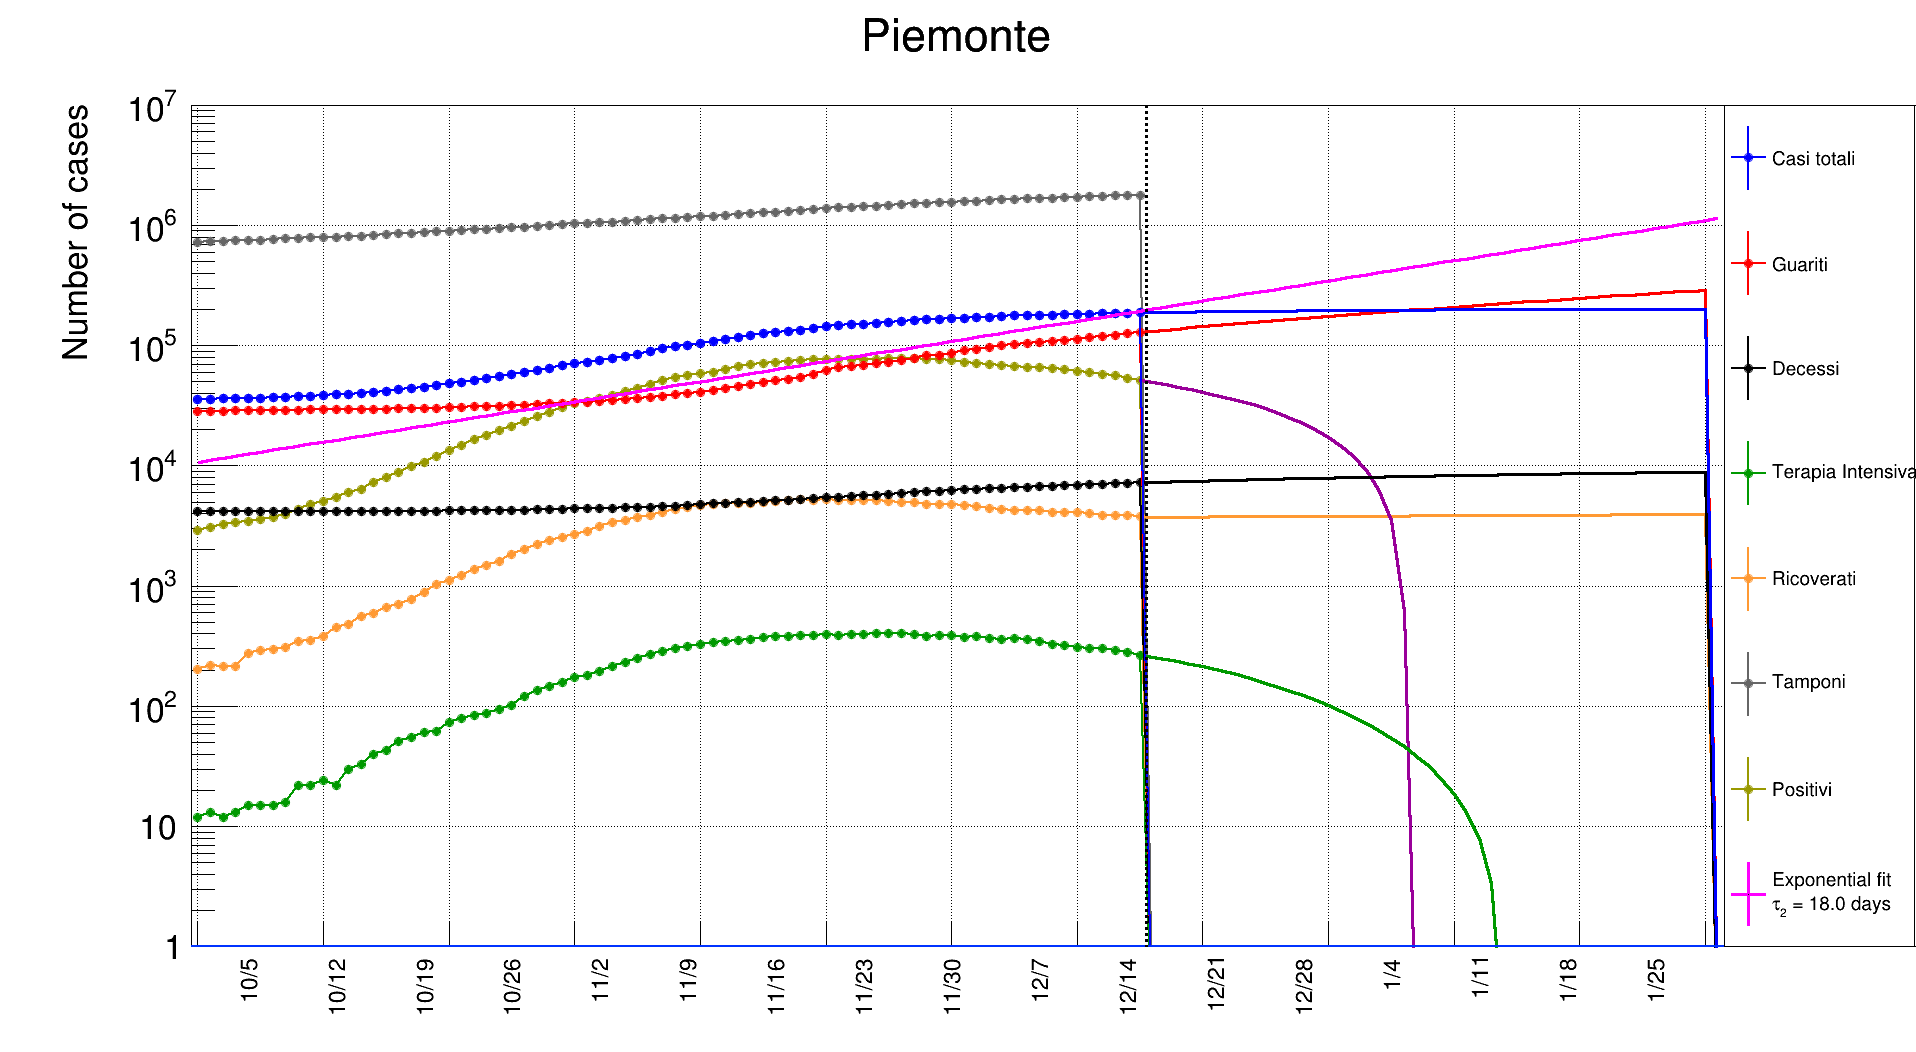 Piemonte
Number of cases
10^7
10^6
10^5
10^4
10^3
10^2
10
1
10/5
10/12
10/19
10/26
11/2
11/9
11/16
11/23
11/30
12/7
12/14
12/21
12/28
1/4
1/11
1/18
1/25
Casi totali
Guariti
Decessi
Terapia Intensiva
Ricoverati
Tamponi
Positivi
Exponential fit
τ_2 = 18.0 days